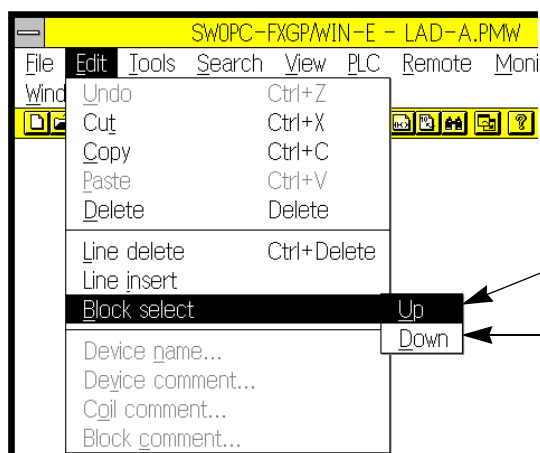 SW0PC-FXGP/WIN-E - LAD-A.PMW
File Edit Tools Search View PLC Remote Moni
Wind
Undo Ctrl+Z
Cut Ctrl+X
Copy Ctrl+C
Paste Ctrl+V
Delete Delete
Line delete Ctrl+Delete
Line insert
Block select
Up
Down
Device name...
Device comment...
Coil comment...
Block comment...